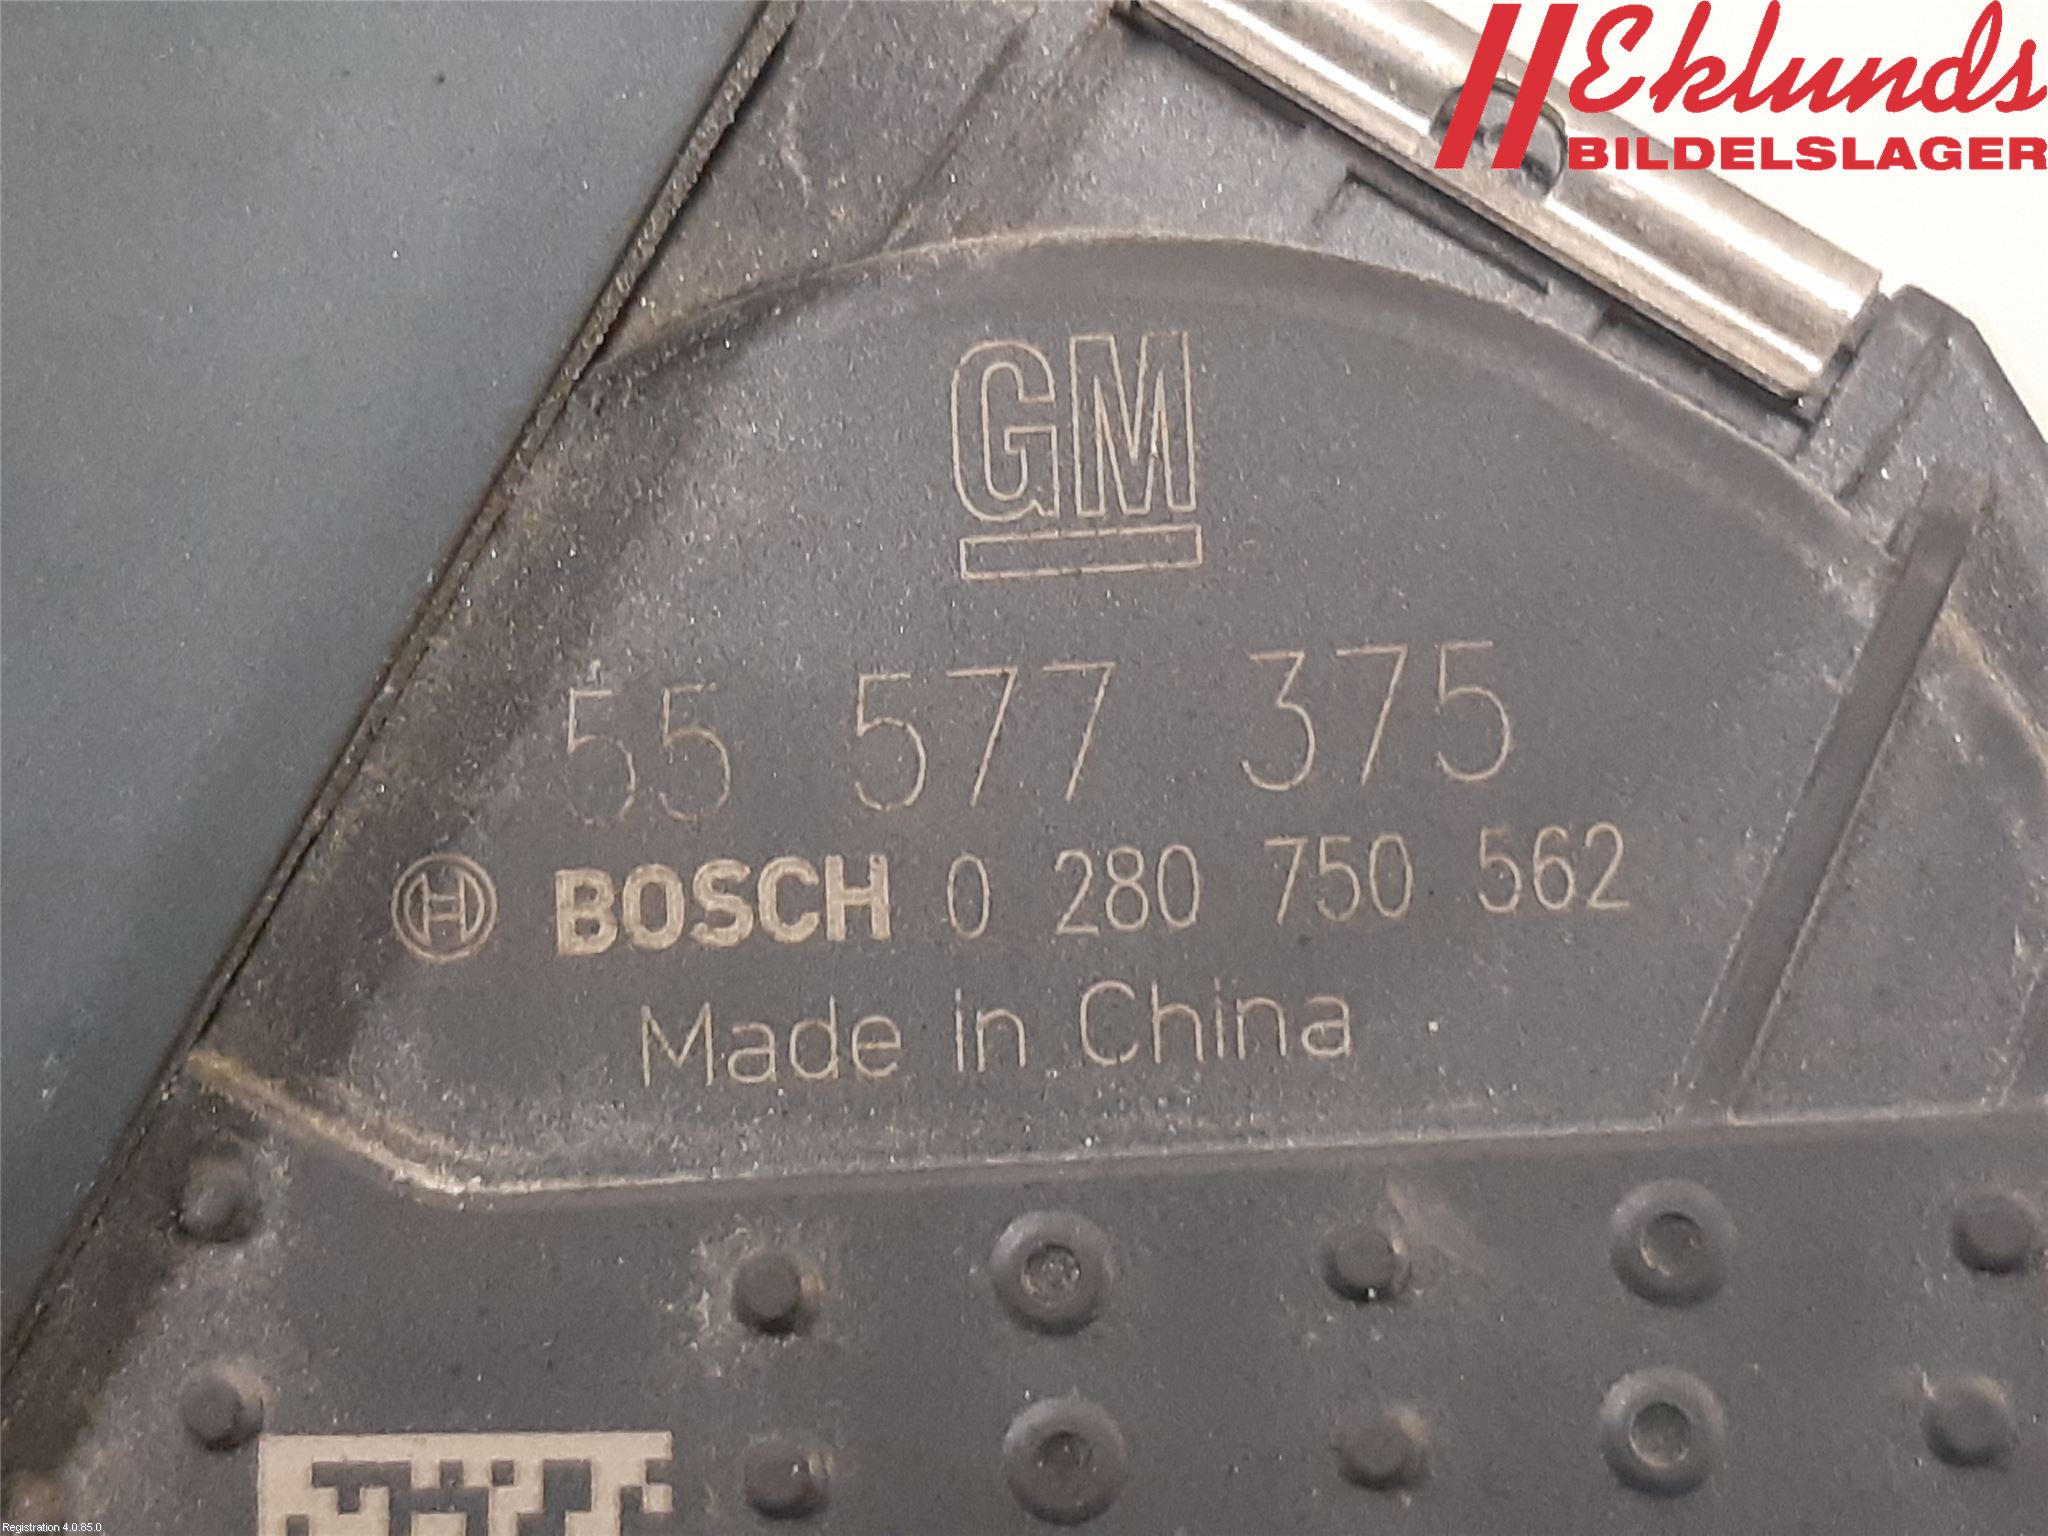 Eklunds
BILDELSLAGER
GM
55 577 375
BOSCH 0 280 750 562
Made in China
Registration 4.0.85.0